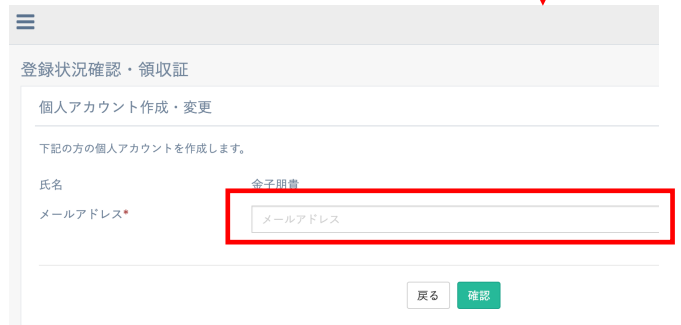 登録状況確認・領収証
個人アカウント作成・変更
下記の方の個人アカウントを作成します。
氏名 金子朋貴
メールアドレス* メールアドレス
戻る 確認